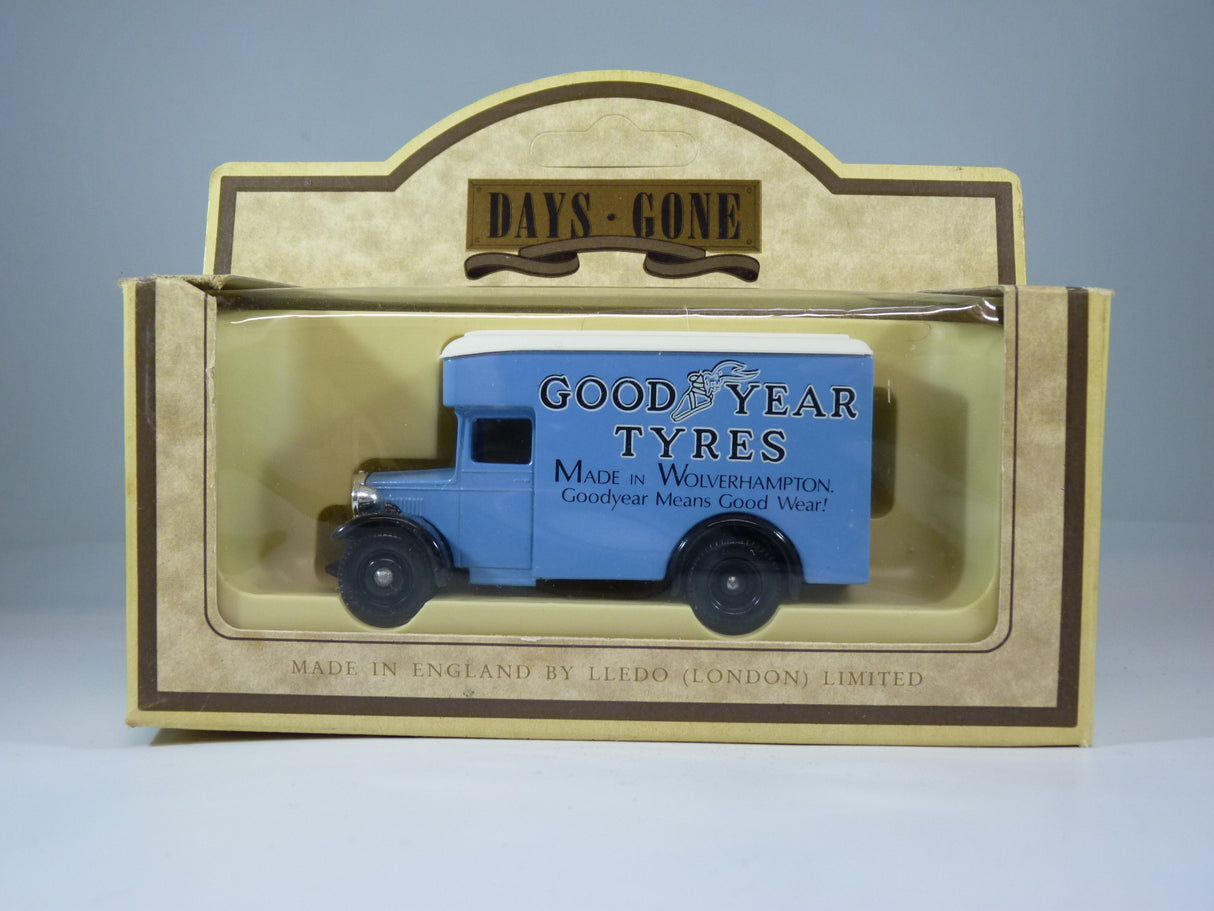 DAYS · GONE
GOOD YEAR
TYRES
MADE IN WOLVERHAMPTON.
Goodyear Means Good Wear!
MADE IN ENGLAND BY LLEDO (LONDON) LIMITED